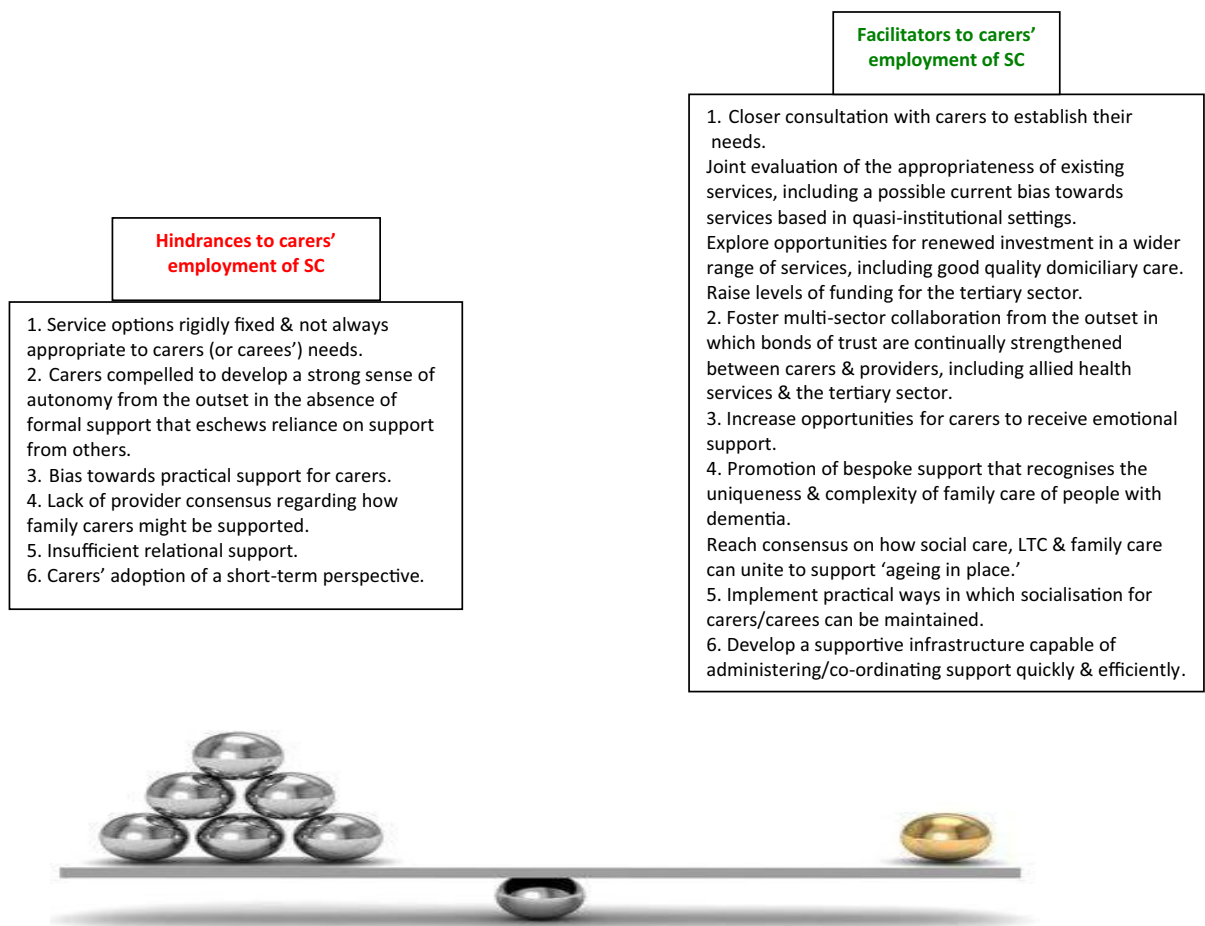 Hindrances to carers’
employment of SC
1. Service options rigidly fixed & not always
appropriate to carers (or carees’) needs.
2. Carers compelled to develop a strong sense of
autonomy from the outset in the absence of
formal support that eschews reliance on support
from others.
3. Bias towards practical support for carers.
4. Lack of provider consensus regarding how
family carers might be supported.
5. Insufficient relational support.
6. Carers’ adoption of a short-term perspective.
Facilitators to carers’
employment of SC
1. Closer consultation with carers to establish their
needs.
Joint evaluation of the appropriateness of existing
services, including a possible current bias towards
services based in quasi-institutional settings.
Explore opportunities for renewed investment in a wider
range of services, including good quality domiciliary care.
Raise levels of funding for the tertiary sector.
2. Foster multi-sector collaboration from the outset in
which bonds of trust are continually strengthened
between carers & providers, including allied health
services & the tertiary sector.
3. Increase opportunities for carers to receive emotional
support.
4. Promotion of bespoke support that recognises the
uniqueness & complexity of family care of people with
dementia.
Reach consensus on how social care, LTC & family care
can unite to support ‘ageing in place.’
5. Implement practical ways in which socialisation for
carers/carees can be maintained.
6. Develop a supportive infrastructure capable of
administering/co-ordinating support quickly & efficiently.